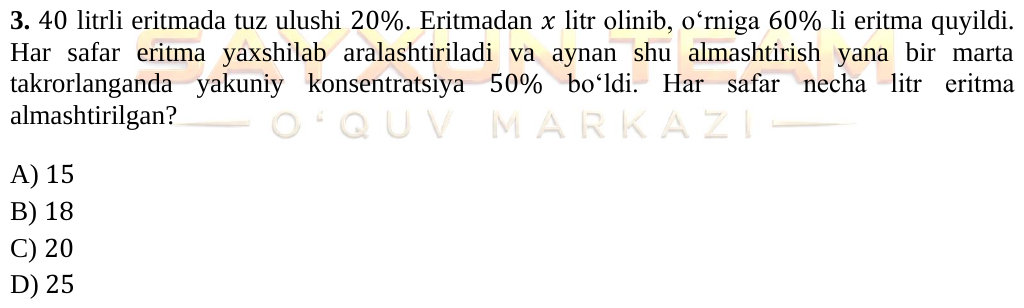 SAYXUN TEAM
O‘QUV MARKAZI
3. 40 litrli eritmada tuz ulushi 20%. Eritmadan x litr olinib, o‘rniga 60% li eritma quyildi.
Har safar eritma yaxshilab aralashtiriladi va aynan shu almashtirish yana bir marta
takrorlanganda yakuniy konsentratsiya 50% bo‘ldi. Har safar necha litr eritma
almashtirilgan?
A) 15
B) 18
C) 20
D) 25